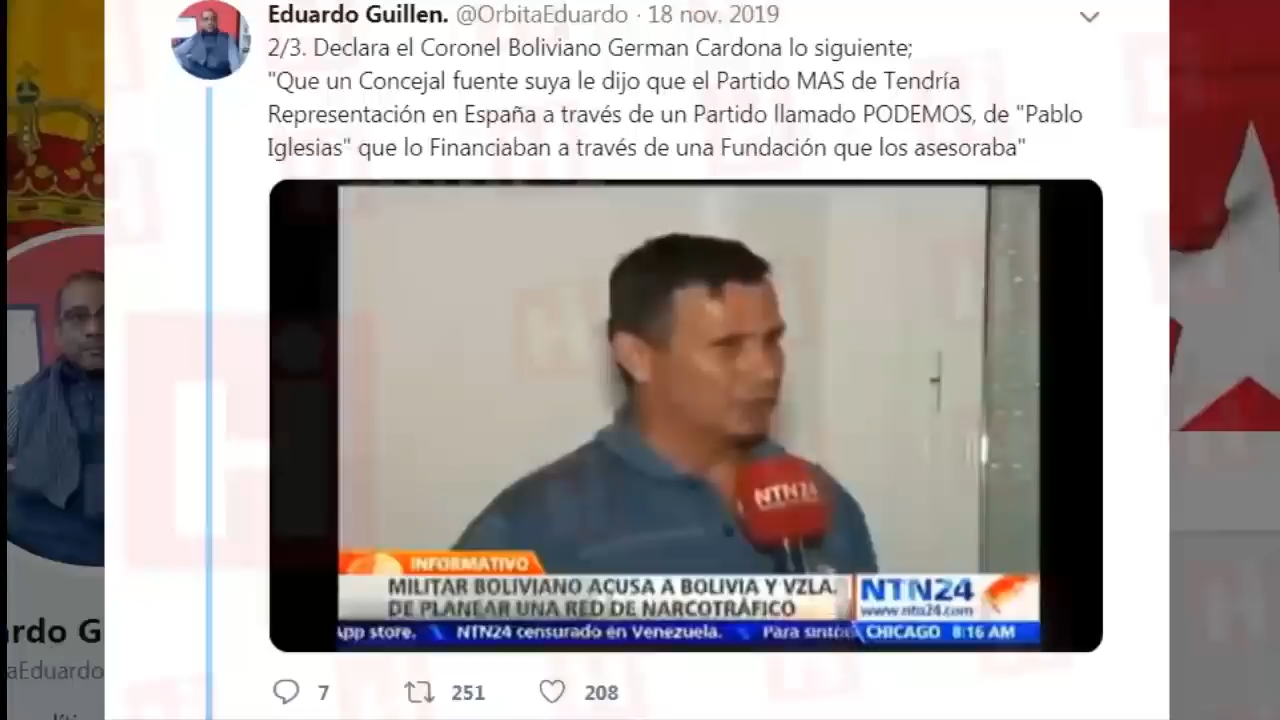 Eduardo Guillen. @OrbitaEduardo · 18 nov. 2019
2/3. Declara el Coronel Boliviano German Cardona lo siguiente;
"Que un Concejal fuente suya le dijo que el Partido MAS de Tendría
Representación en España a través de un Partido llamado PODEMOS, de "Pablo
Iglesias" que lo Financiaban a través de una Fundación que los asesoraba"
NTN24
INFORMATIVO
MILITAR BOLIVIANO ACUSA A BOLIVIA Y VZLA.
DE PLANEAR UNA RED DE NARCOTRÁFICO
NTN24
www.ntn24.com
App store. NTN24 censurado en Venezuela. Para sinto
CHICAGO 8:16 AM
rdo G
aEduardo
7 251 208